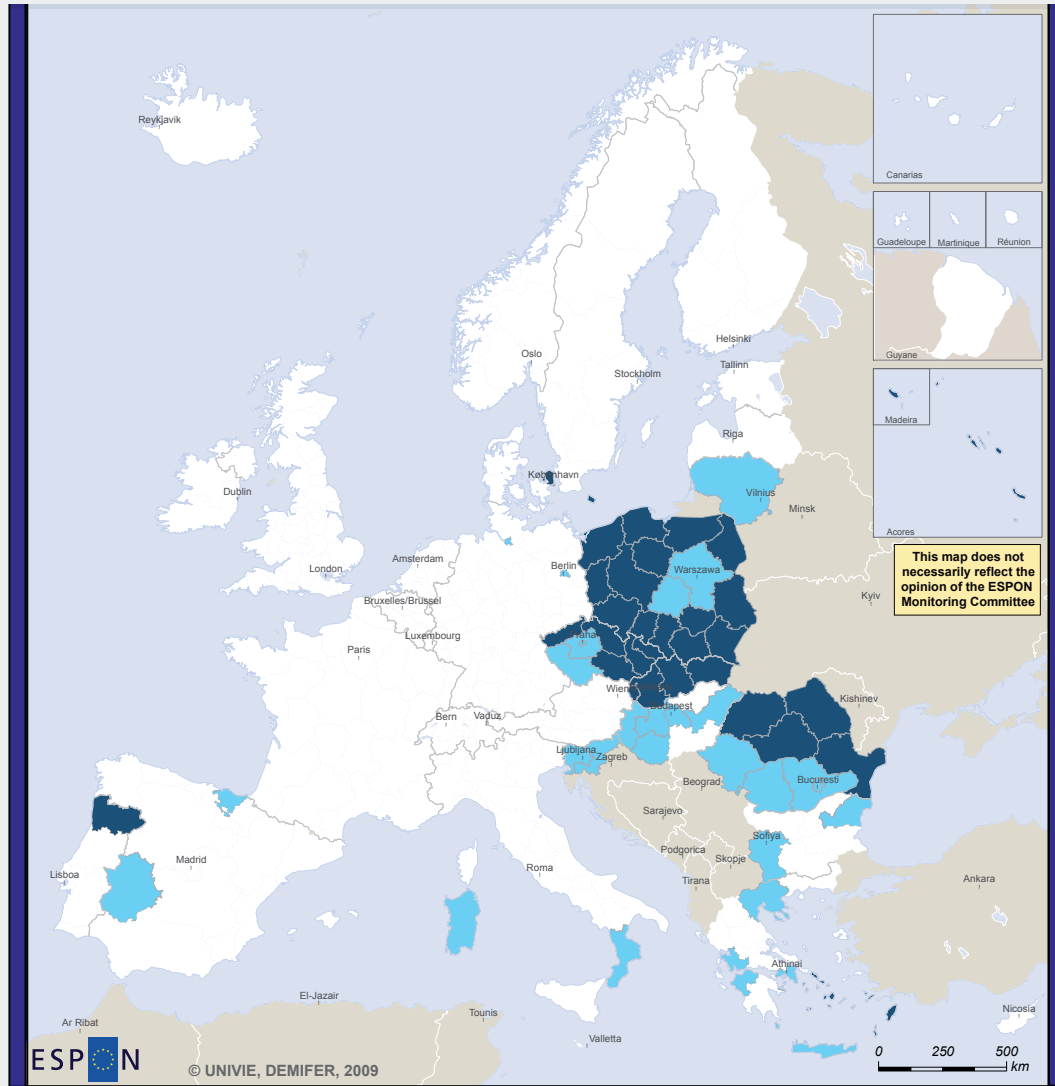 Reykjavik
Canarias
Guadeloupe
Martinique
Réunion
Guyane
Helsinki
Oslo
Tallinn
Stockholm
Madeira
Riga
København
Dublin
Vilnius
Minsk
Acores
Amsterdam
Berlin
Warszawa
London
This map does not
necessarily reflect the
opinion of the ESPON
Monitoring Committee
Kyiv
Bruxelles/Brussel
Luxembourg
Praha
Paris
Wien
Kishinev
Budapest
Bern
Vaduz
Ljubljana
Zagreb
Beograd
Bucuresti
Sarajevo
Sofiya
Podgorica
Skopje
Madrid
Roma
Lisboa
Tirana
Ankara
Athinai
El-Jazair
Tounis
Nicosia
Ar Ribat
Valletta
ESPON
© UNIVIE, DEMIFER, 2009
0 250 500
km